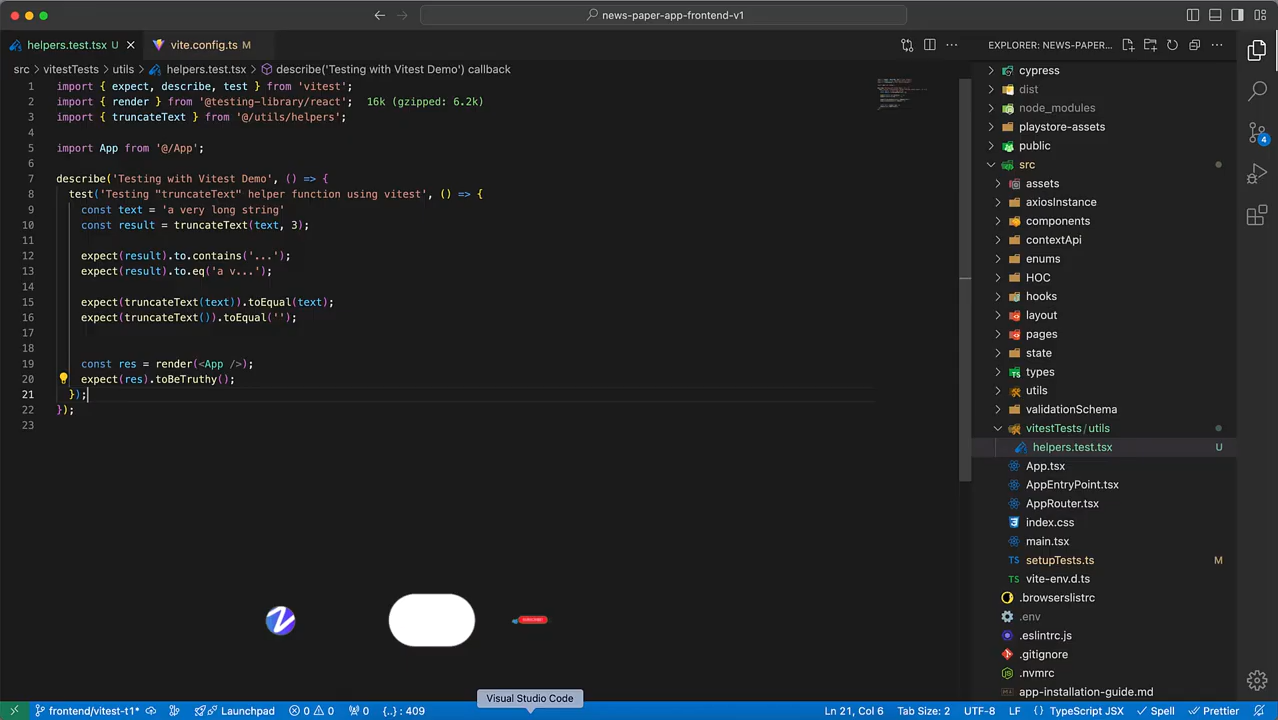 news-paper-app-frontend-v1
helpers.test.tsx U
vite.config.ts M
src > vitestTests > utils > helpers.test.tsx > describe('Testing with Vitest Demo') callback
1 import { expect, describe, test } from 'vitest';
2 import { render } from '@testing-library/react'; 16k (gzipped: 6.2k)
3 import { truncateText } from '@/utils/helpers';
4
5 import App from '@/App';
6
7 describe('Testing with Vitest Demo', () => {
8 test('Testing "truncateText" helper function using vitest', () => {
9 const text = 'a very long string'
10 const result = truncateText(text, 3);
11
12 expect(result).to.contains('...');
13 expect(result).to.eq('a v...');
14
15 expect(truncateText(text)).toEqual(text);
16 expect(truncateText()).toEqual('');
17
18
19 const res = render(<App />);
20 expect(res).toBeTruthy();
21 });
22 });
23
EXPLORER: NEWS-PAPER...
cypress
dist
node_modules
playstore-assets
public
src
assets
axiosInstance
components
contextApi
enums
HOC
hooks
layout
pages
state
types
utils
validationSchema
vitestTests / utils
helpers.test.tsx U
App.tsx
AppEntryPoint.tsx
AppRouter.tsx
index.css
main.tsx
TS setupTests.ts M
TS vite-env.d.ts
.browserslistrc
.env
.eslintrc.js
.gitignore
.nvmrc
app-installation-guide.md
4
Visual Studio Code
frontend/vitest-t1* Launchpad 0 0 0 {..} : 409
Ln 21, Col 6 Tab Size: 2 UTF-8 LF {} TypeScript JSX Spell Prettier